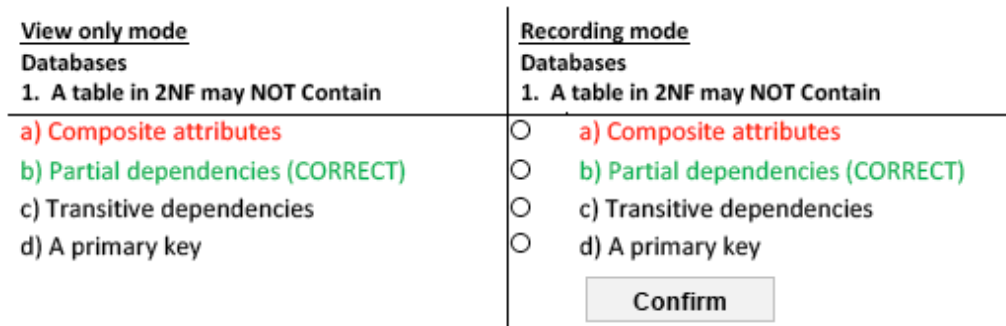 View only mode
Databases
1. A table in 2NF may NOT Contain
a) Composite attributes
b) Partial dependencies (CORRECT)
c) Transitive dependencies
d) A primary key
Recording mode
Databases
1. A table in 2NF may NOT Contain
a) Composite attributes
b) Partial dependencies (CORRECT)
c) Transitive dependencies
d) A primary key
Confirm